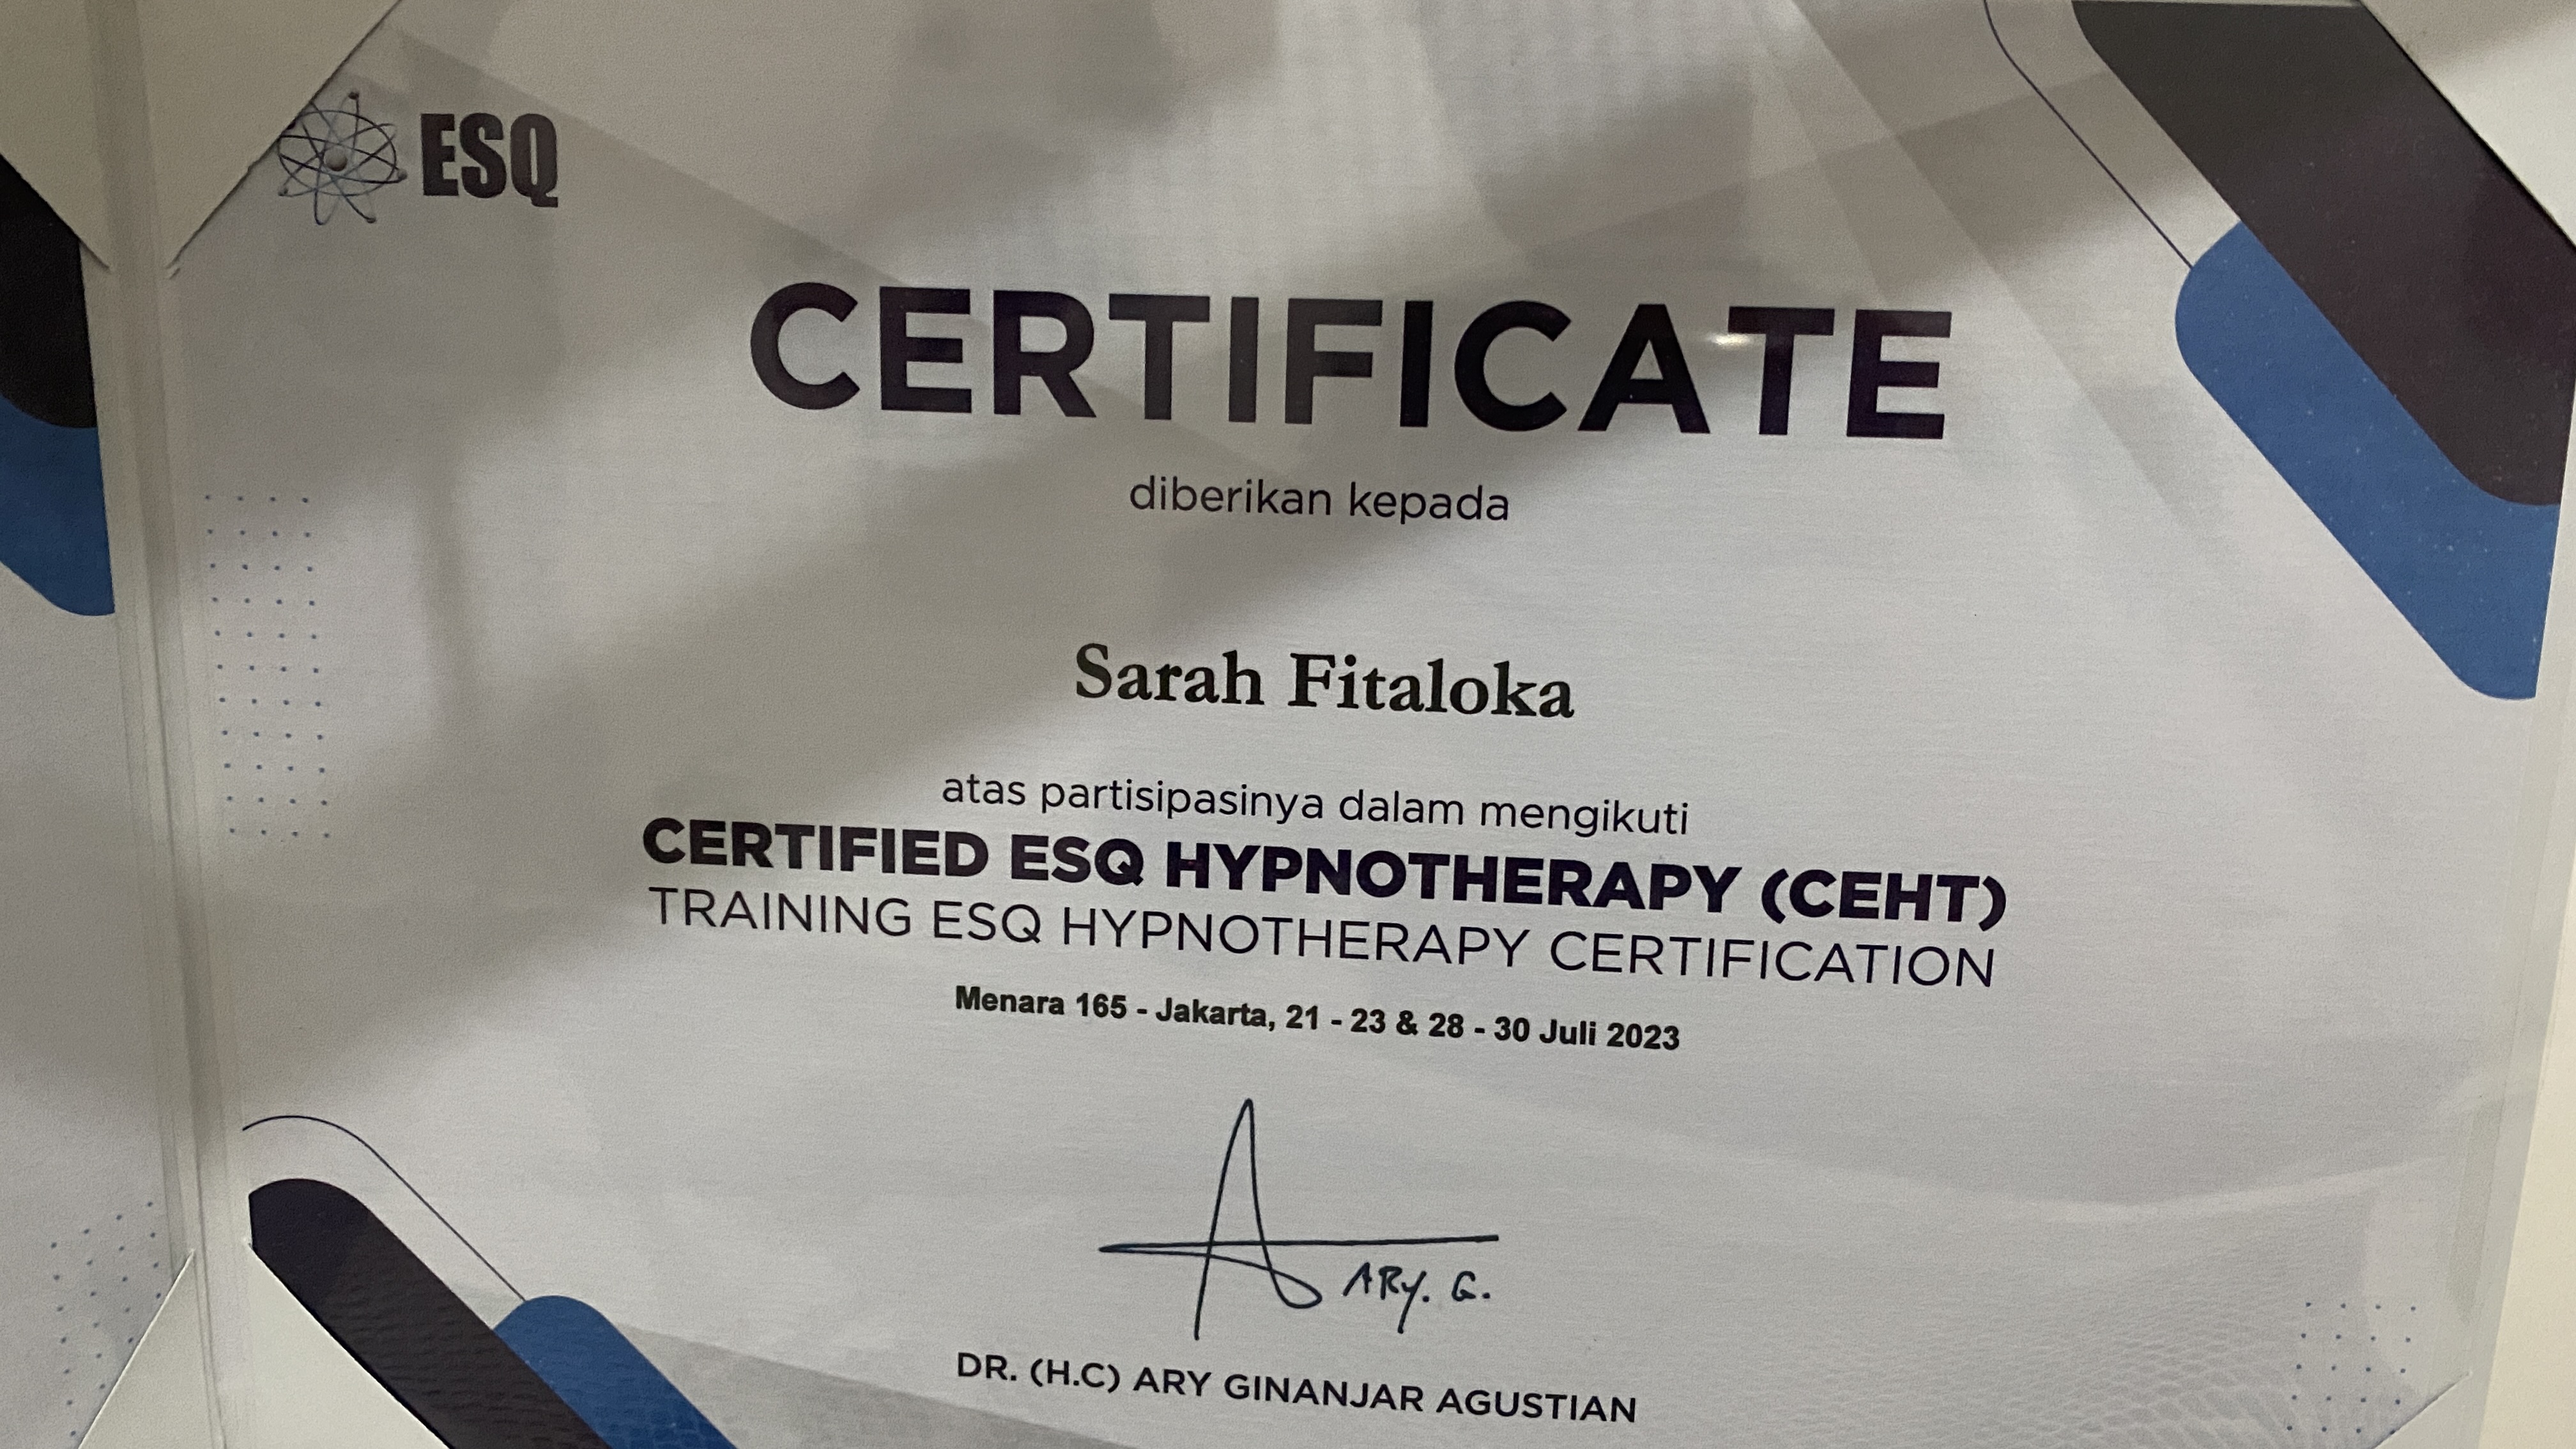 ESQ
CERTIFICATE
diberikan kepada
Sarah Fitaloka
atas partisipasinya dalam mengikuti
CERTIFIED ESQ HYPNOTHERAPY (CEHT)
TRAINING ESQ HYPNOTHERAPY CERTIFICATION
Menara 165 - Jakarta, 21 - 23 & 28 - 30 Juli 2023
ARY. G.
DR. (H.C) ARY GINANJAR AGUSTIAN